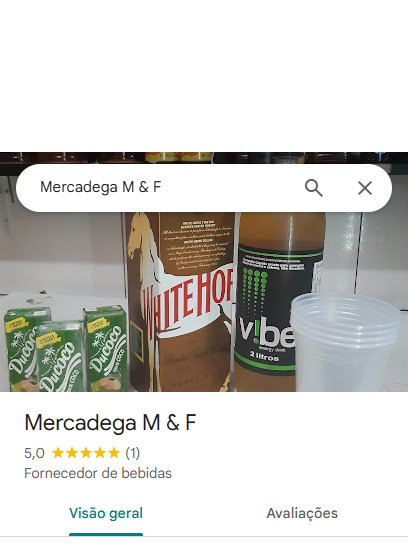 Mercadega M & F
WHITE HOR
Ducoco
Ducoco
Ducoco
v!be
energy drink
2 litros
Mercadega M & F
5,0 (1)
Fornecedor de bebidas
Visão geral
Avaliações